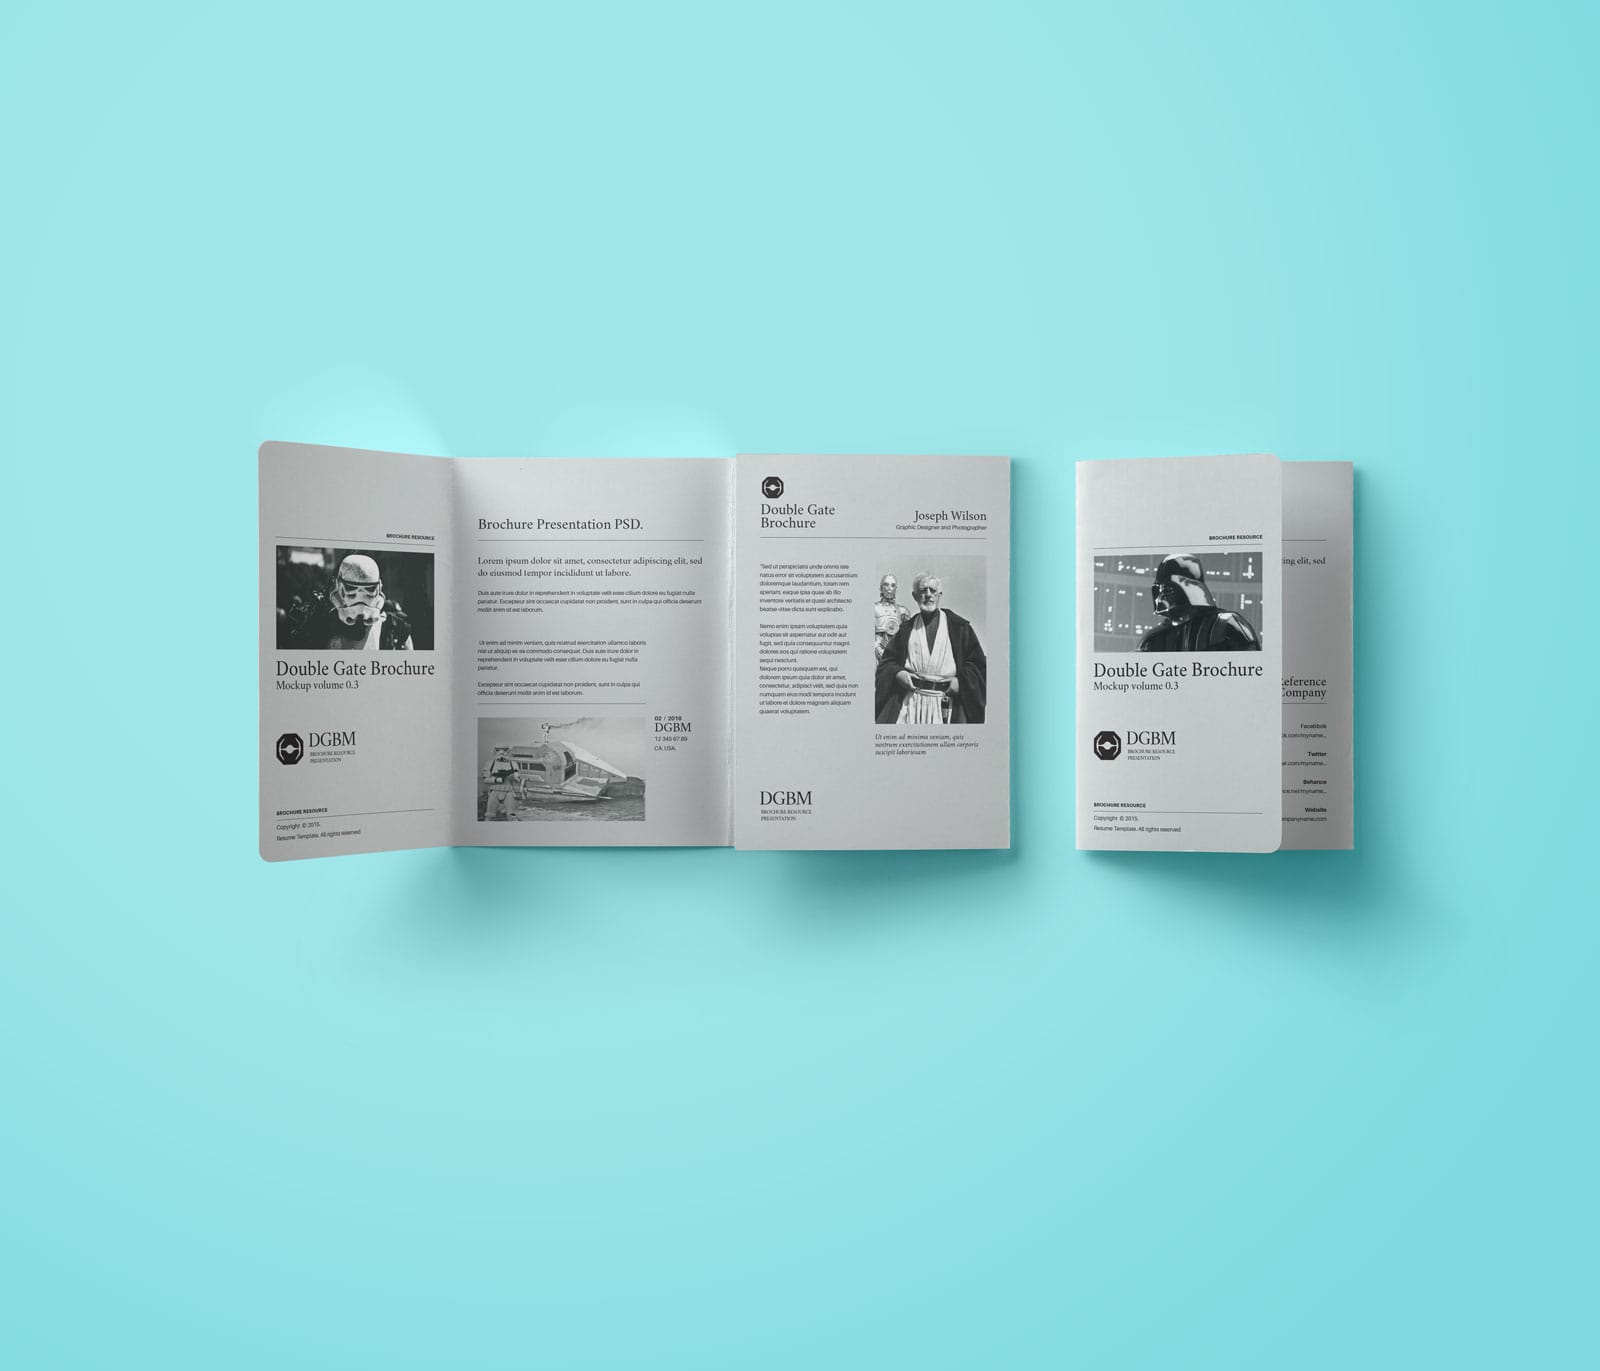 BROCHURE RESOURCE
Double Gate Brochure
Mockup volume 0.3
DGBM
BROCHURE RESOURCE
PRESENTATION
BROCHURE RESOURCE
Copyright © 2015.
Resume Template. All rights reserved
Brochure Presentation PSD.
Lorem ipsum dolor sit amet, consectetur adipiscing elit, sed
do eiusmod tempor incididunt ut labore.
Duis aute irure dolor in reprehenderit in voluptate velit esse cillum dolore eu fugiat nulla
pariatur. Excepteur sint occaecat cupidatat non proident, sunt in culpa qui officia deserunt
mollit anim id est laborum.
Ut enim ad minim veniam, quis nostrud exercitation ullamco laboris
nisi ut aliquip ex ea commodo consequat. Duis aute irure dolor in
reprehenderit in voluptate velit esse cillum dolore eu fugiat nulla
pariatur.
Excepteur sint occaecat cupidatat non proident, sunt in culpa qui
officia deserunt mollit anim id est laborum.
02 / 2016
DGBM
12 345 67 89
CA. USA.
Double Gate
Brochure
Joseph Wilson
Graphic Designer and Photographer
"Sed ut perspiciatis unde omnis iste
natus error sit voluptatem accusantium
doloremque laudantium, totam rem
aperiam, eaque ipsa quae ab illo
inventore veritatis et quasi architecto
beatae vitae dicta sunt explicabo.
Nemo enim ipsam voluptatem quia
voluptas sit aspernatur aut odit aut
fugit, sed quia consequuntur magni
dolores eos qui ratione voluptatem
sequi nesciunt.
Neque porro quisquam est, qui
dolorem ipsum quia dolor sit amet,
consectetur, adipisci velit, sed quia non
numquam eius modi tempora incidunt
ut labore et dolore magnam aliquam
quaerat voluptatem.
Ut enim ad minima veniam, quis
nostrum exercitationem ullam corporis
suscipit laboriosam
DGBM
BROCHURE RESOURCE
PRESENTATION
BROCHURE RESOURCE
Double Gate Brochure
Mockup volume 0.3
DGBM
BROCHURE RESOURCE
PRESENTATION
BROCHURE RESOURCE
Copyright © 2015.
Resume Template. All rights reserved
cing elit, sed
Reference
Company
Facebbok
k.com/myname...
Twitter
er.com/myname...
Behance
nce.net/myname...
Website
mpanyname.com